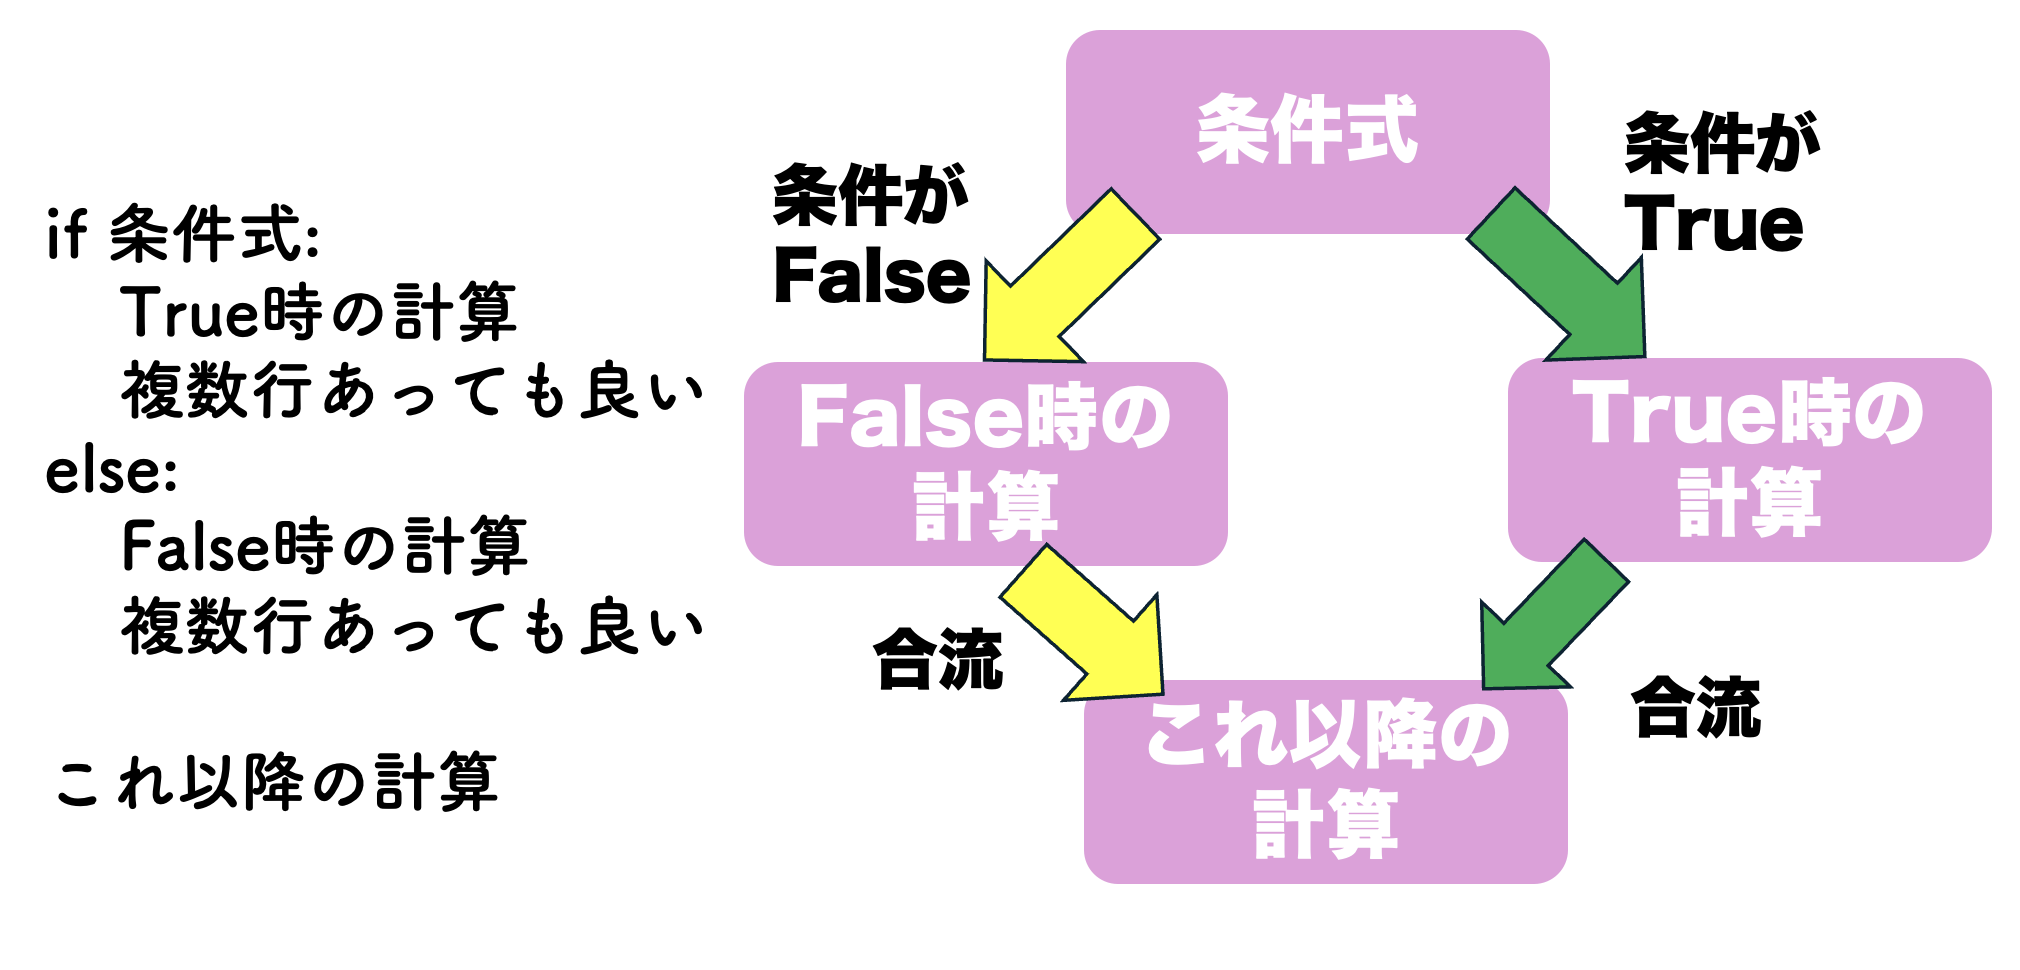 if 条件式:
True時の計算
複数行あっても良い
else:
False時の計算
複数行あっても良い
これ以降の計算
条件式
条件が
False
条件が
True
False時の
計算
True時の
計算
合流
合流
これ以降の
計算